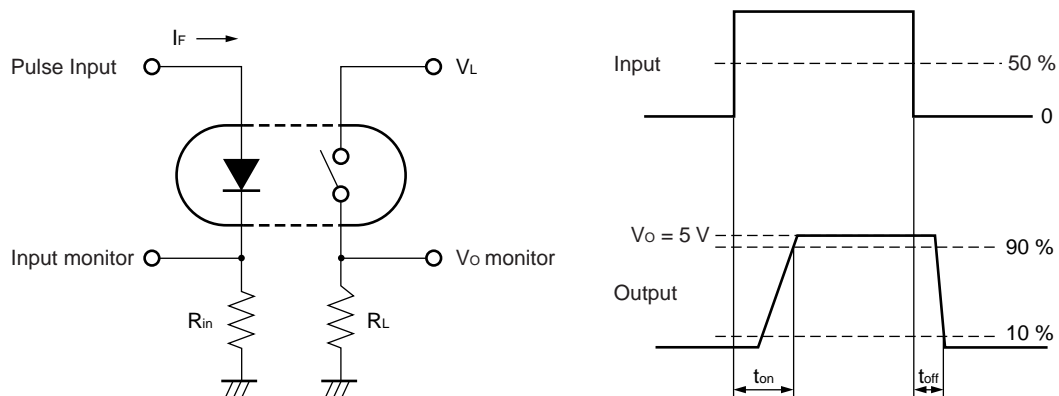 IF
Pulse Input
VL
Input monitor
VO monitor
Rin
RL
Input
50 %
0
VO = 5 V
90 %
Output
10 %
ton
toff